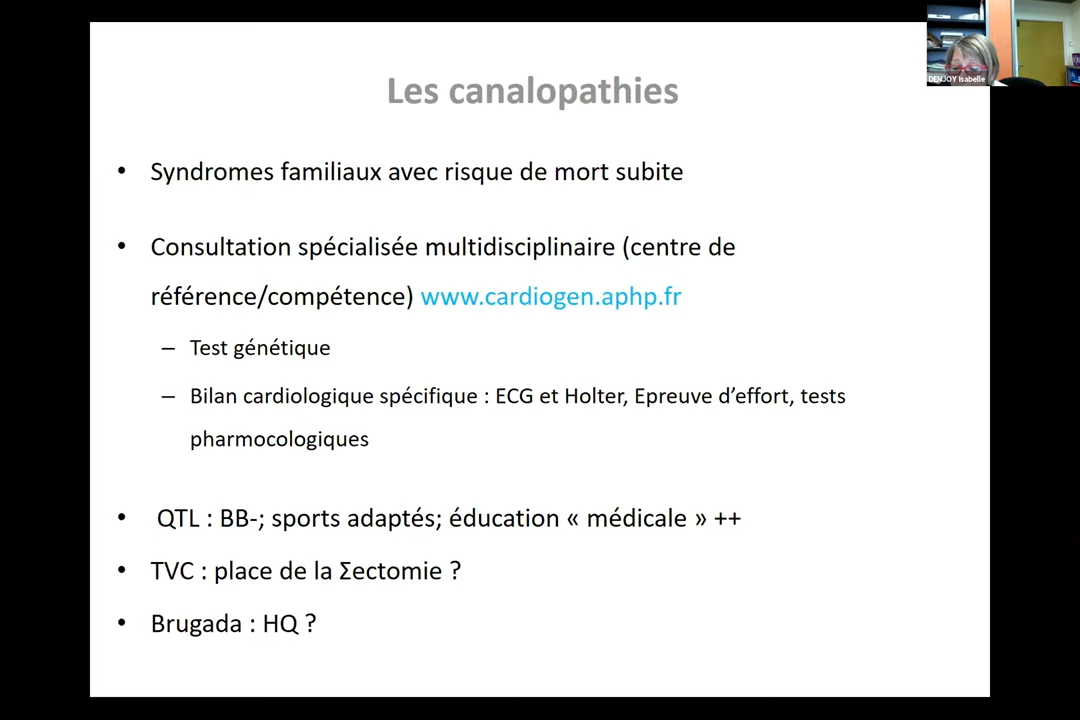 DENJOY Isabelle
Les canalopathies
• Syndromes familiaux avec risque de mort subite
• Consultation spécialisée multidisciplinaire (centre de
référence/compétence) www.cardiogen.aphp.fr
– Test génétique
– Bilan cardiologique spécifique : ECG et Holter, Epreuve d’effort, tests
pharmocologiques
• QTL : BB-; sports adaptés; éducation « médicale » ++
• TVC : place de la Σectomie ?
• Brugada : HQ ?